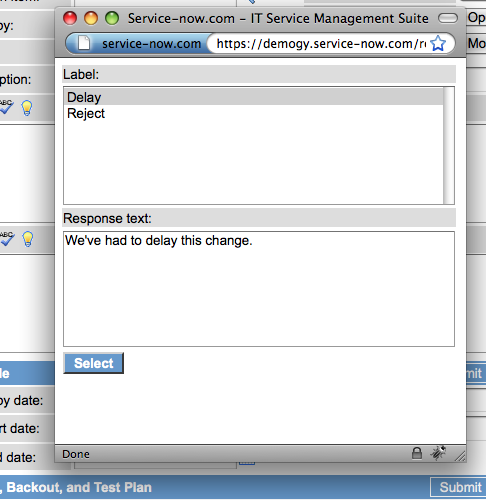 Service-now.com – IT Service Management Suite
service-now.com
https://demogy.service-now.com/r
Label:
Delay
Reject
Response text:
We've had to delay this change.
Select
Done
by:
ption:
ABC
ABC
Op
Mo
le
mit
by date:
rt date:
d date:
, Backout, and Test Plan
Submit